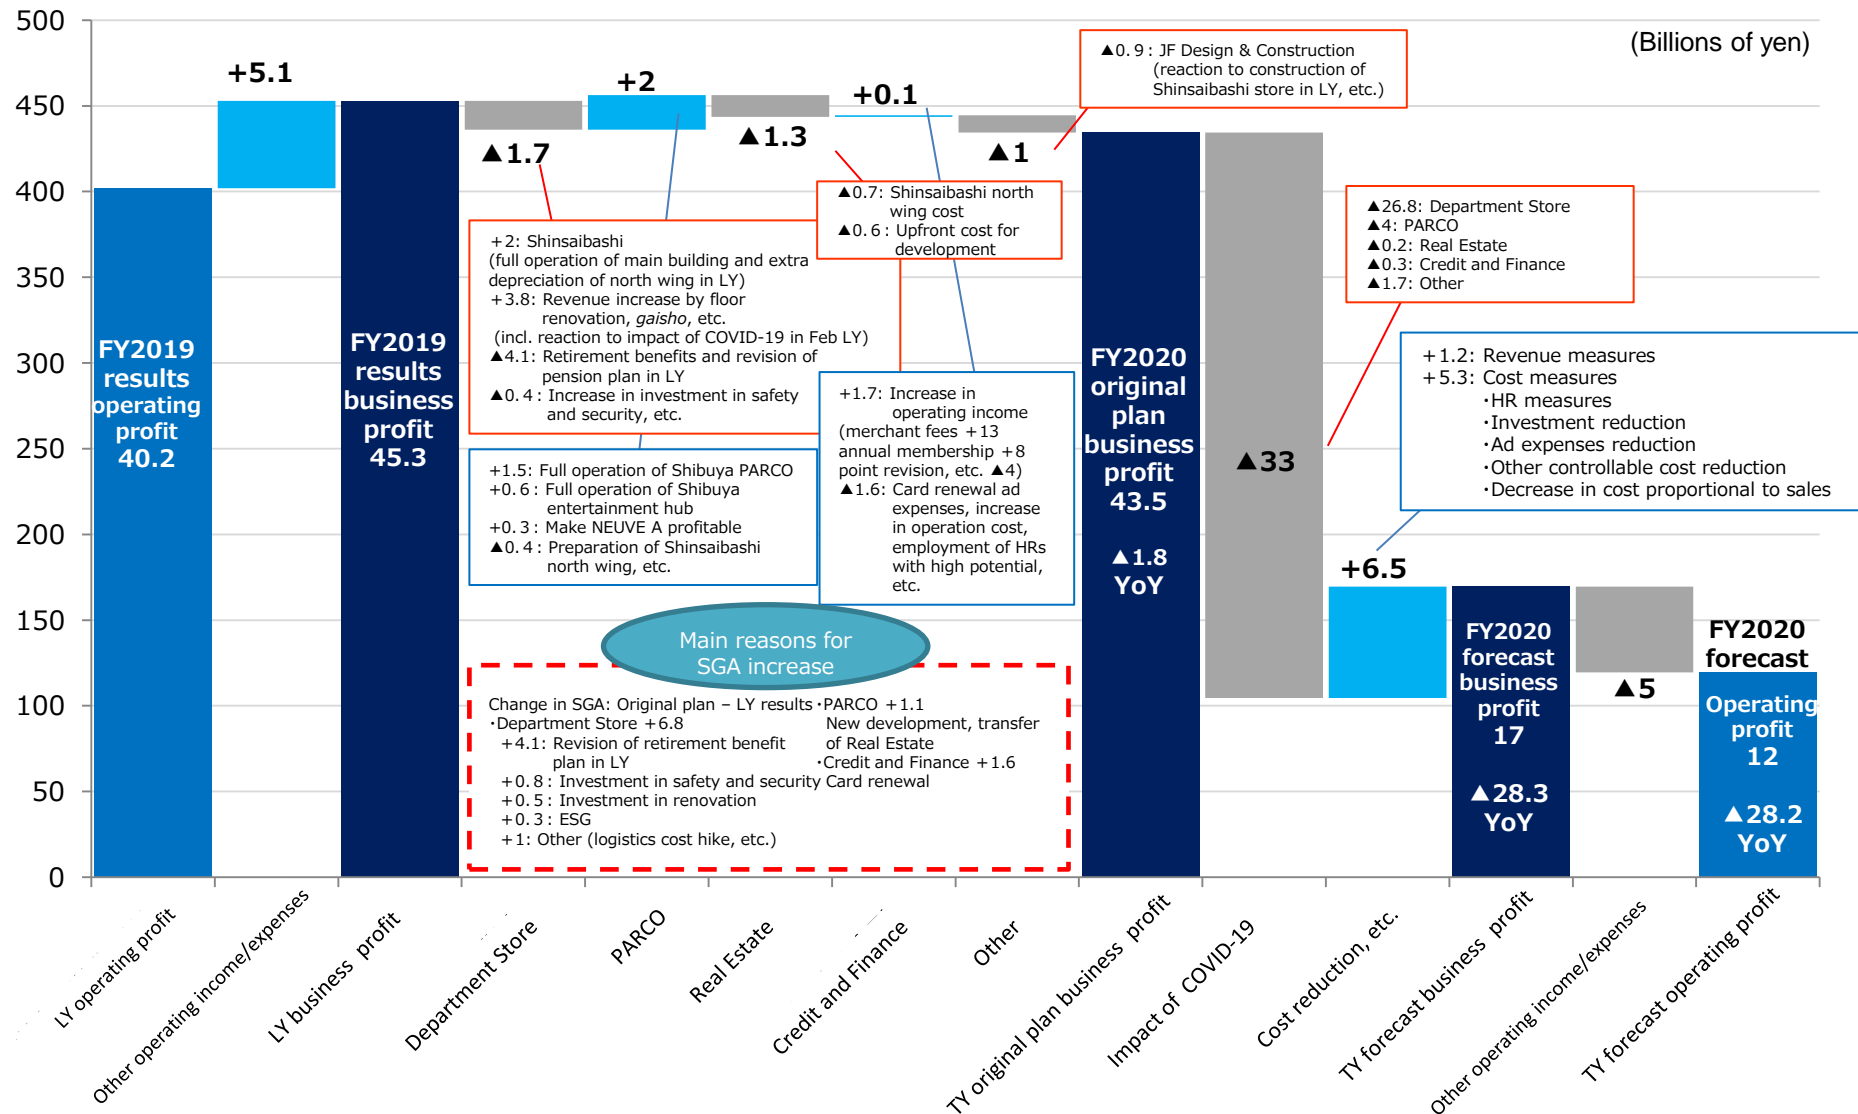 (Billions of yen)
500
450
400
350
300
250
200
150
100
50
0
+5.1
▲1.7
+2
▲1.3
+0.1
▲1
▲33
+6.5
▲5
▲0.9: JF Design & Construction
(reaction to construction of
Shinsaibashi store in LY, etc.)
▲0.7: Shinsaibashi north
wing cost
▲0.6: Upfront cost for
development
▲26.8: Department Store
▲4: PARCO
▲0.2: Real Estate
▲0.3: Credit and Finance
▲1.7: Other
+2: Shinsaibashi
(full operation of main building and extra
depreciation of north wing in LY)
+3.8: Revenue increase by floor
renovation, gaisho, etc.
(incl. reaction to impact of COVID-19 in Feb LY)
▲4.1: Retirement benefits and revision of
pension plan in LY
▲0.4: Increase in investment in safety
and security, etc.
+1.5: Full operation of Shibuya PARCO
+0.6: Full operation of Shibuya
entertainment hub
+0.3: Make NEUVE A profitable
▲0.4: Preparation of Shinsaibashi
north wing, etc.
+1.7: Increase in
operating income
(merchant fees +13
annual membership +8
point revision, etc. ▲4)
▲1.6: Card renewal ad
expenses, increase
in operation cost,
employment of HRs
with high potential,
etc.
+1.2: Revenue measures
+5.3: Cost measures
・HR measures
・Investment reduction
・Ad expenses reduction
・Other controllable cost reduction
・Decrease in cost proportional to sales
FY2019
results
operating
profit
40.2
FY2019
results
business
profit
45.3
FY2020
original
plan
business
profit
43.5
▲1.8
YoY
FY2020
forecast
business
profit
17
▲28.3
YoY
FY2020
forecast
Operating
profit
12
▲28.2
YoY
Main reasons for
SGA increase
Change in SGA: Original plan – LY results
・Department Store +6.8
+4.1: Revision of retirement benefit
plan in LY
+0.8: Investment in safety and security
+0.5: Investment in renovation
+0.3: ESG
+1: Other (logistics cost hike, etc.)
・PARCO +1.1
New development, transfer
of Real Estate
・Credit and Finance +1.6
Card renewal
LY operating profit
Other operating income/expenses
LY business profit
Department Store
PARCO
Real Estate
Credit and Finance
Other
TY original plan business profit
Impact of COVID-19
Cost reduction, etc.
TY forecast business profit
Other operating income/expenses
TY forecast operating profit